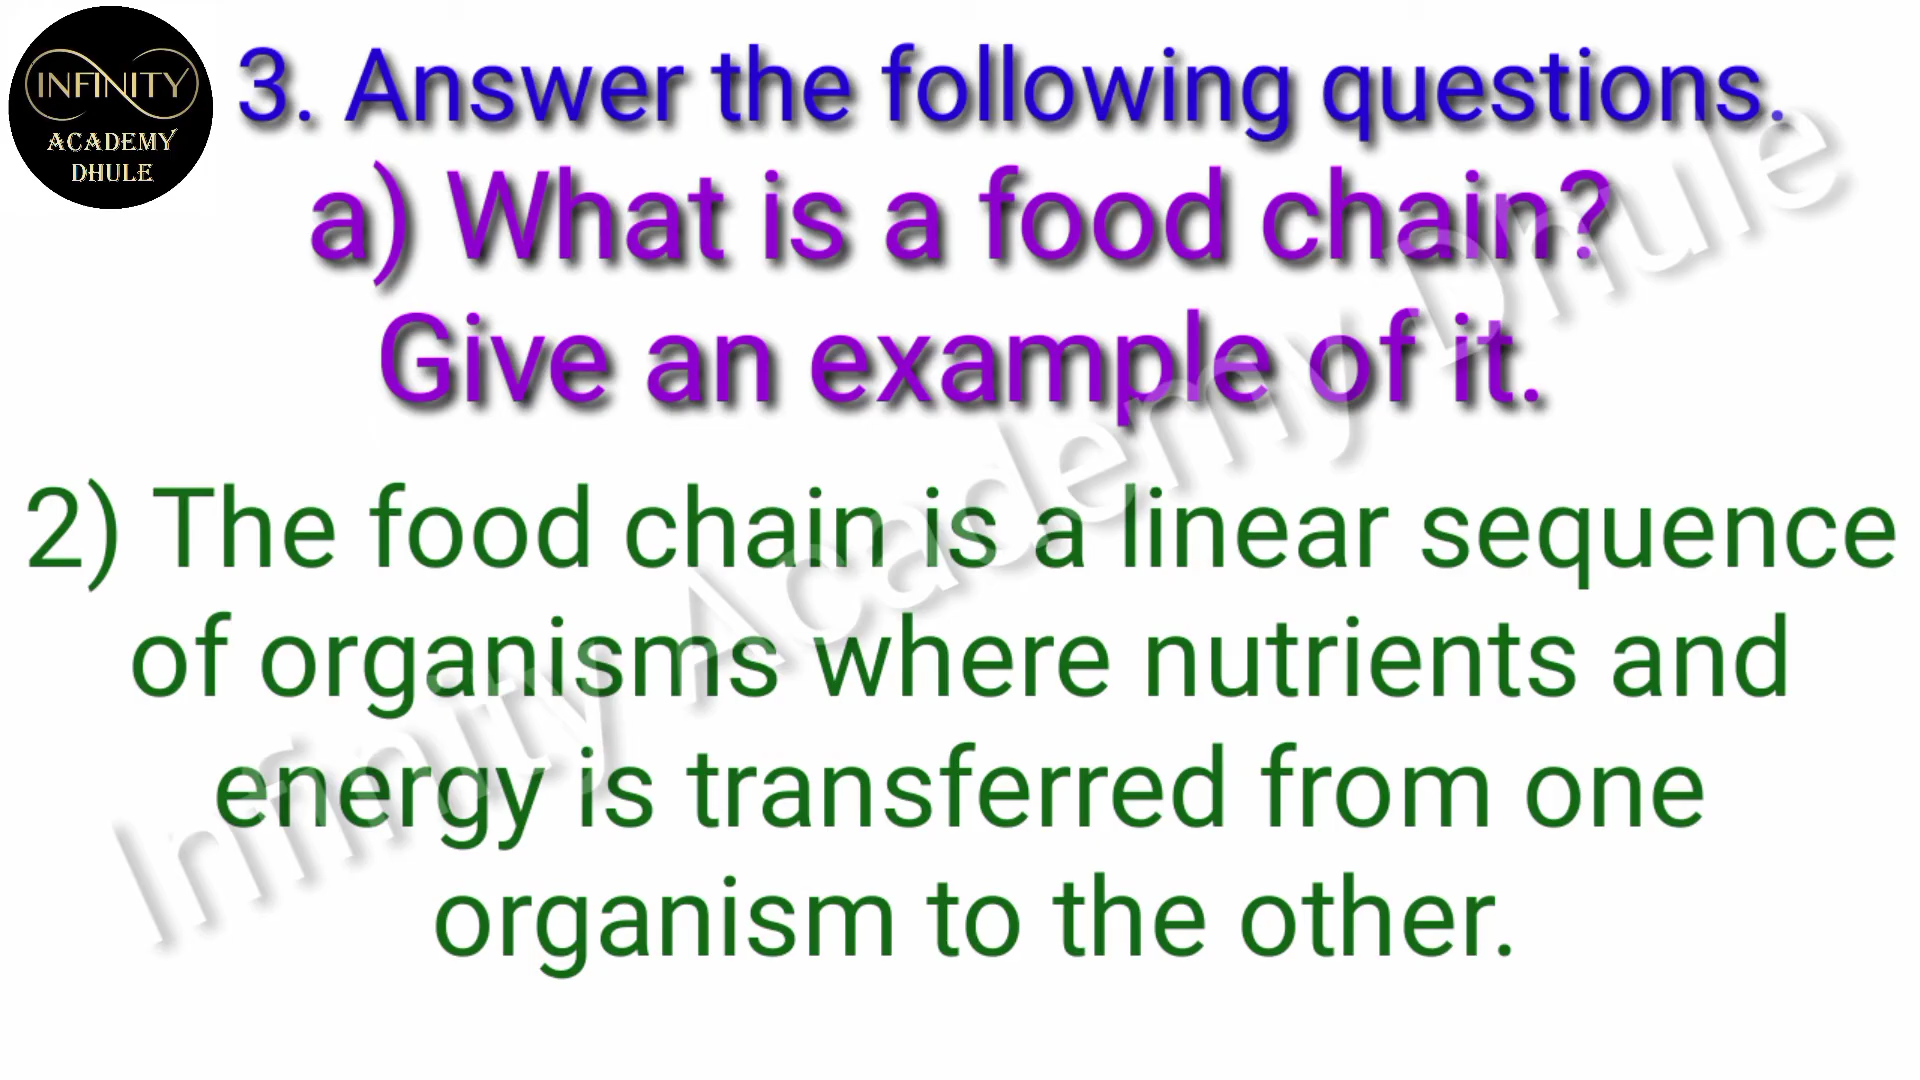 INFINITY
ACADEMY
DHULE
3. Answer the following questions.
a) What is a food chain?
Give an example of it.
2) The food chain is a linear sequence
of organisms where nutrients and
energy is transferred from one
organism to the other.
Infinity Academy Dhule